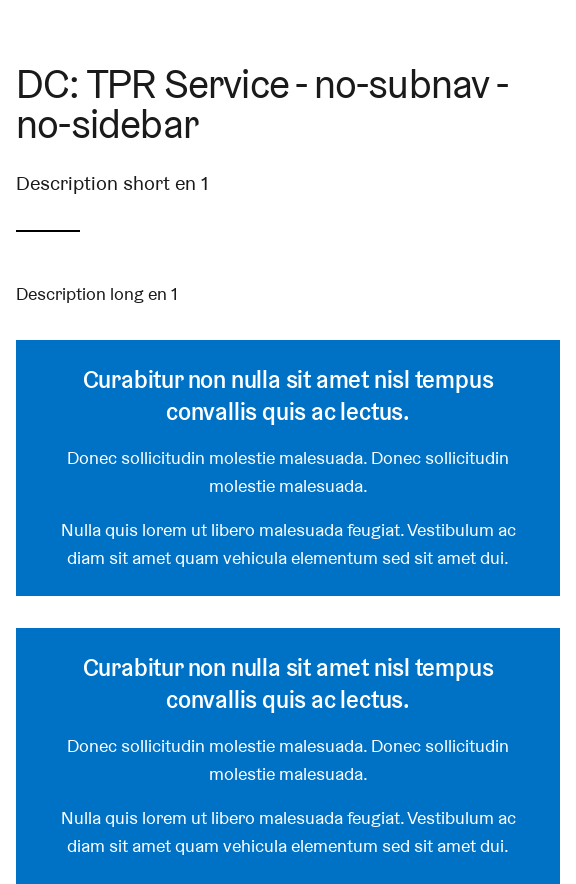 DC: TPR Service - no-subnav -
no-sidebar
Description short en 1
Description long en 1
Curabitur non nulla sit amet nisl tempus
convallis quis ac lectus.
Donec sollicitudin molestie malesuada. Donec sollicitudin
molestie malesuada.
Nulla quis lorem ut libero malesuada feugiat. Vestibulum ac
diam sit amet quam vehicula elementum sed sit amet dui.
Curabitur non nulla sit amet nisl tempus
convallis quis ac lectus.
Donec sollicitudin molestie malesuada. Donec sollicitudin
molestie malesuada.
Nulla quis lorem ut libero malesuada feugiat. Vestibulum ac
diam sit amet quam vehicula elementum sed sit amet dui.